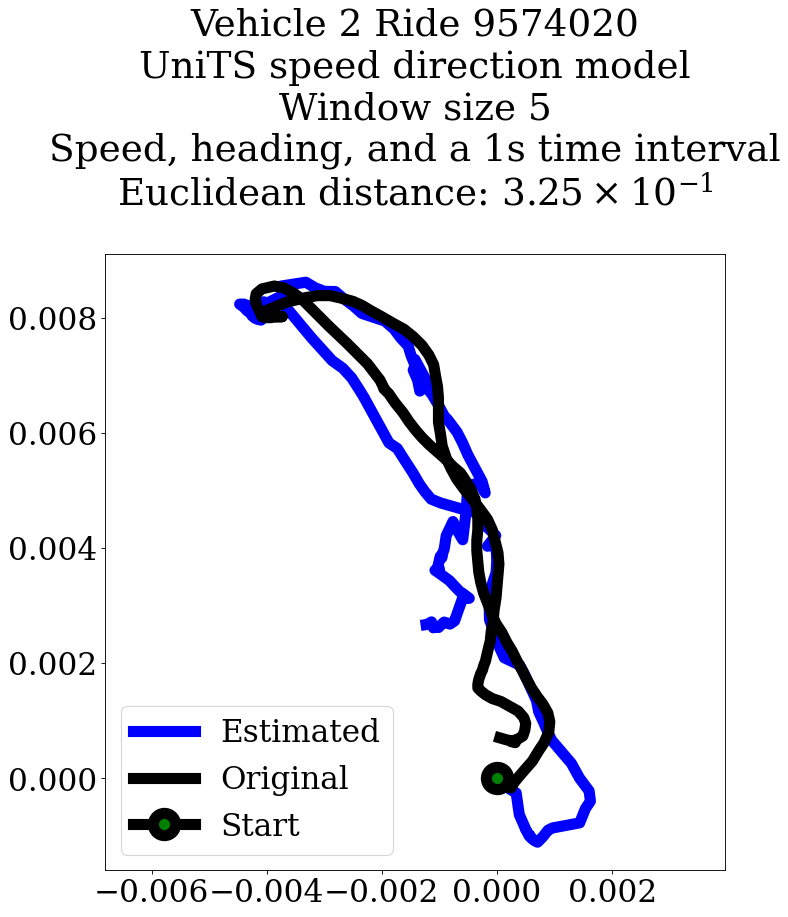 Vehicle 2 Ride 9574020
UniTS speed direction model
Window size 5
Speed, heading, and a 1s time interval
Euclidean distance: 3.25 × 10⁻¹
0.008
0.006
0.004
0.002
0.000
Estimated
Original
Start
−0.006 −0.004 −0.002 0.000 0.002